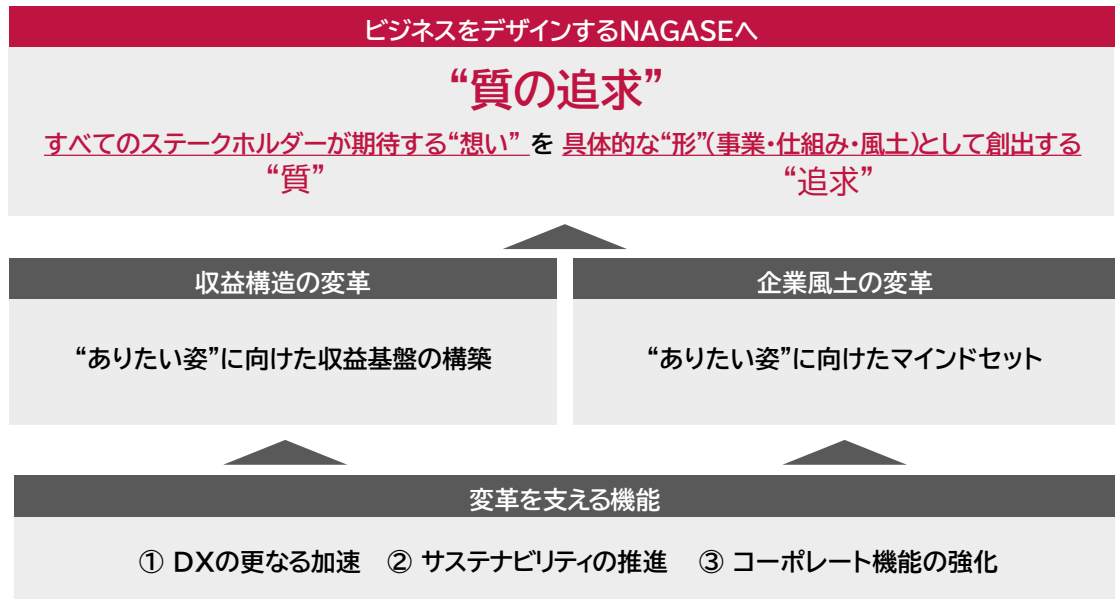 ビジネスをデザインするNAGASEへ
“質の追求”
すべてのステークホルダーが期待する“想い” を 具体的な“形”(事業・仕組み・風土)として創出する
“質” “追求”
収益構造の変革
“ありたい姿”に向けた収益基盤の構築
企業風土の変革
“ありたい姿”に向けたマインドセット
変革を支える機能
① DXの更なる加速 ② サステナビリティの推進 ③ コーポレート機能の強化